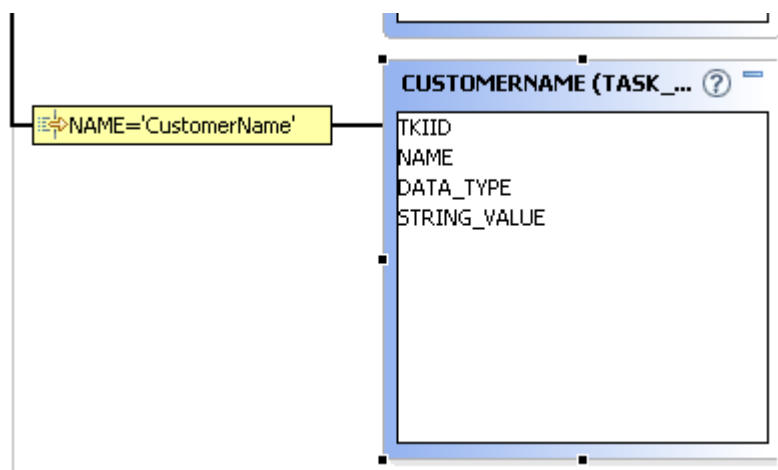 CUSTOMERNAME (TASK_...
NAME='CustomerName'
TKIID
NAME
DATA_TYPE
STRING_VALUE